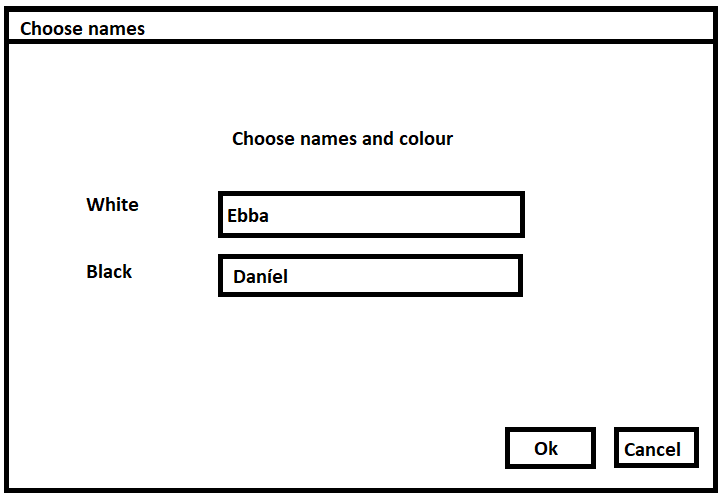 Choose names
Choose names and colour
White
Ebba
Black
Daníel
Ok
Cancel